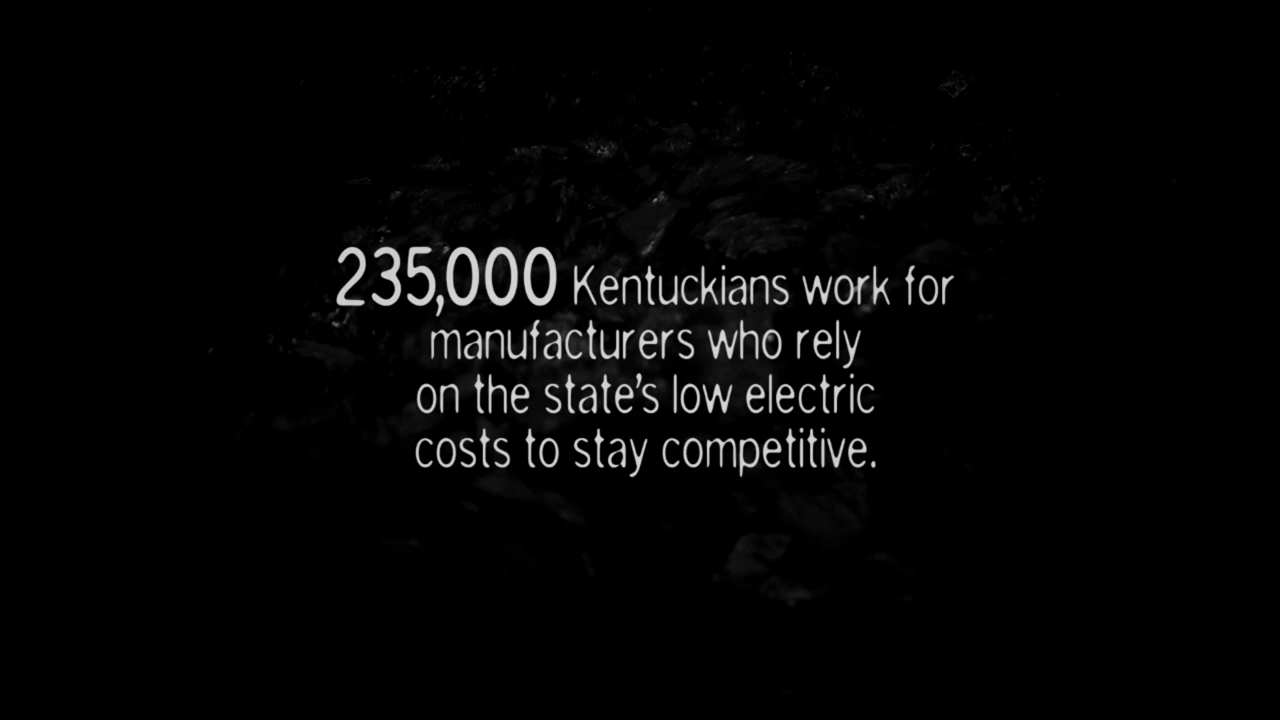 235,000 Kentuckians work for
manufacturers who rely
on the state's low electric
costs to stay competitive.